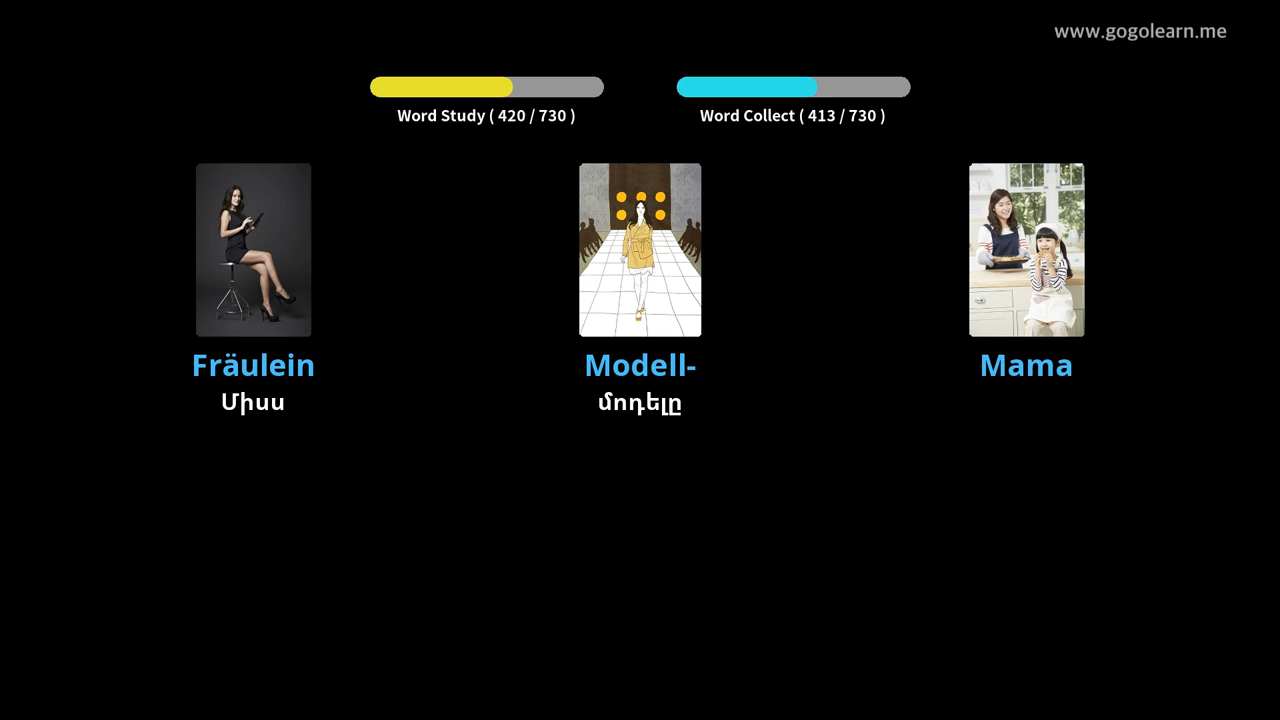 www.gogolearn.me
Word Study ( 420 / 730 )
Word Collect ( 413 / 730 )
Fräulein
Միսս
Modell-
մոդելը
Mama